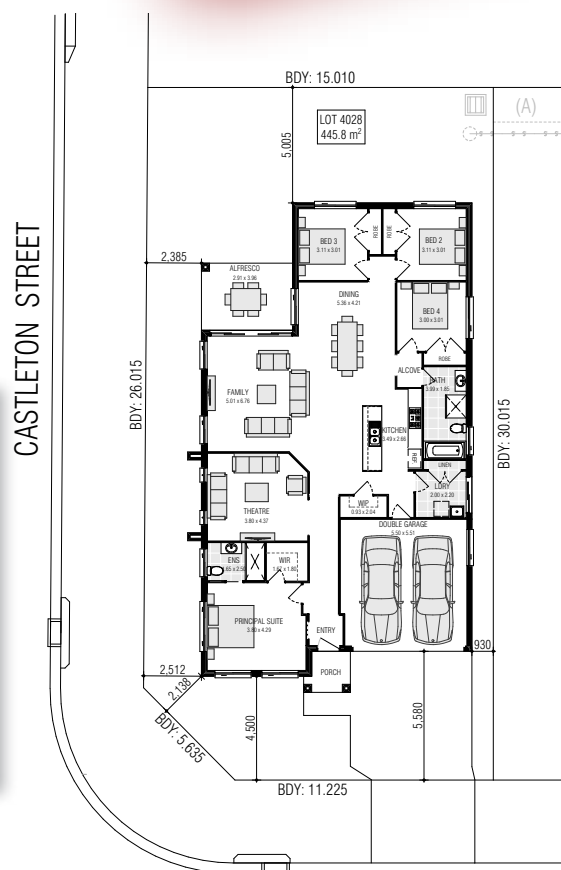 BDY: 15.010
LOT 4028
445.8 m²
(A)
5,005
CASTLETON STREET
BED 3
3.11 x 3.01
ROBE
ROBE
BED 2
3.11 x 3.01
2,385
ALFRESCO
2.91 x 3.96
DINING
5.36 x 4.21
BED 4
3.00 x 3.01
ROBE
ALCOVE
BATH
3.99 x 1.85
BDY: 26.015
FAMILY
5.01 x 6.76
KITCHEN
3.49 x 2.66
REF
BDY: 30.015
LINEN
LDRY
2.00 x 2.20
THEATRE
3.80 x 4.37
WIP
0.93 x 2.04
DOUBLE GARAGE
5.50 x 5.51
ENS
WIR
PRINCIPAL SUITE
3.80 x 4.29
ENTRY
930
2,512
PORCH
2,138
BDY: 5.635
4,500
5,580
BDY: 11.225